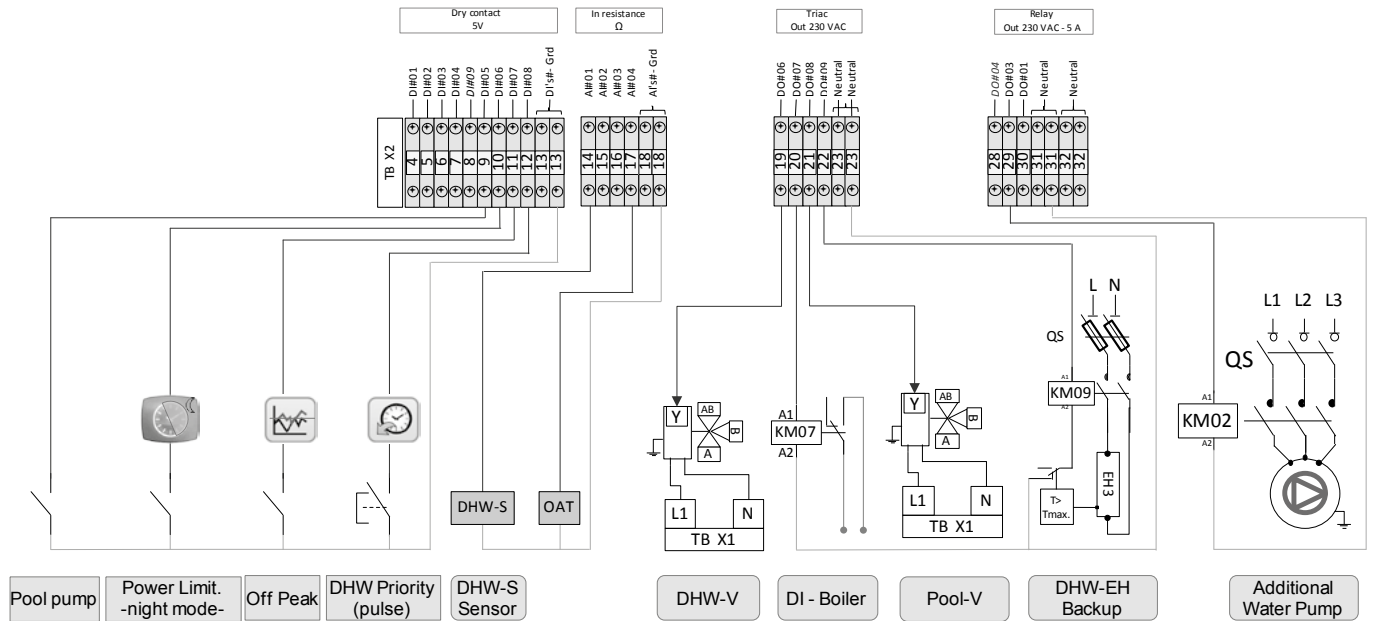 Dry contact
5V
In resistance
Ω
Triac
Out 230 VAC
Relay
Out 230 VAC - 5 A
DI#01
DI#02
DI#03
DI#04
DI#09
DI#05
DI#06
DI#07
DI#08
DI's#- Grd
AI#01
AI#02
AI#03
AI#04
AI's#- Grd
DO#06
DO#07
DO#08
DO#09
Neutral
Neutral
DO#04
DO#03
DO#01
Neutral
Neutral
TB X2
4
5
6
7
8
9
10
11
12
13
13
14
15
16
17
18
18
19
20
21
22
23
23
28
29
30
31
31
32
32
L N
QS
L1 L2 L3
QS
A1
KM09
A2
A1
KM02
A2
Y
AB
B
A
A1
KM07
A2
Y
AB
B
A
EH3
T>
Tmax.
DHW-S
OAT
L1
N
TB X1
L1
N
TB X1
Pool pump
Power Limit.
-night mode-
Off Peak
DHW Priority
(pulse)
DHW-S
Sensor
DHW-V
DI - Boiler
Pool-V
DHW-EH
Backup
Additional
Water Pump